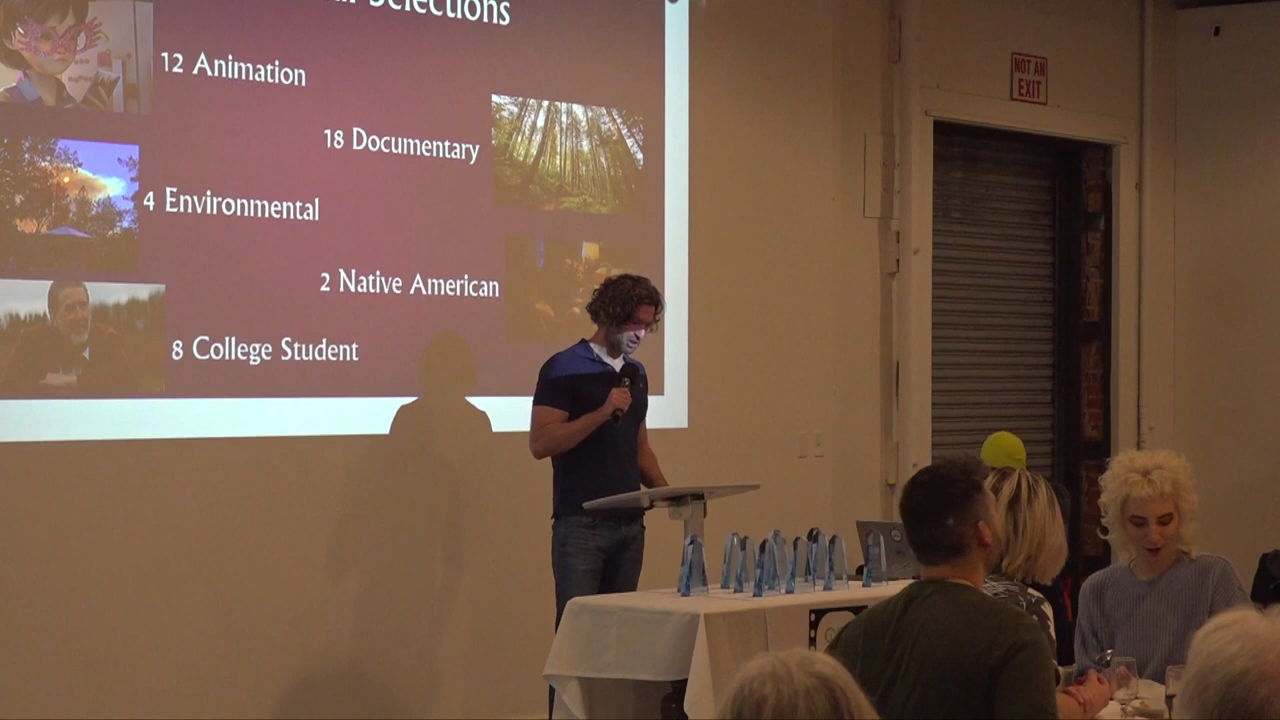 Selections
12 Animation
18 Documentary
4 Environmental
2 Native American
8 College Student
NOT AN
EXIT